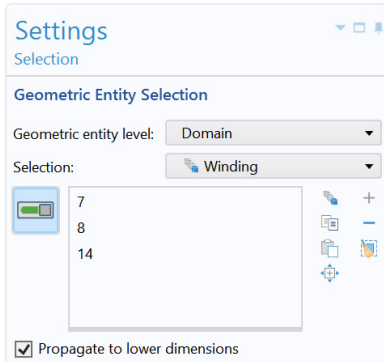 Settings
Selection
Geometric Entity Selection
Geometric entity level: Domain
Selection: Winding
7
8
14
Propagate to lower dimensions